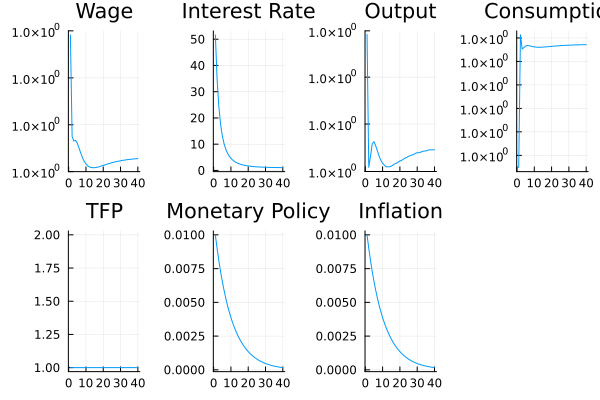 Wage Interest Rate Output Consumptio
1.0×10⁰ 50 1.0×10⁰ 1.0×10⁰
1.0×10⁰ 40 1.0×10⁰ 1.0×10⁰
1.0×10⁰ 30 1.0×10⁰ 1.0×10⁰
1.0×10⁰ 20 1.0×10⁰ 1.0×10⁰
10 1.0×10⁰
0 1.0×10⁰
0 10 20 30 40 0 10 20 30 40 0 10 20 30 40 0 10 20 30 40
TFP Monetary Policy Inflation
2.00 0.0100 0.0100
1.75 0.0075 0.0075
1.50 0.0050 0.0050
1.25 0.0025 0.0025
1.00 0.0000 0.0000
0 10 20 30 40 0 10 20 30 40 0 10 20 30 40